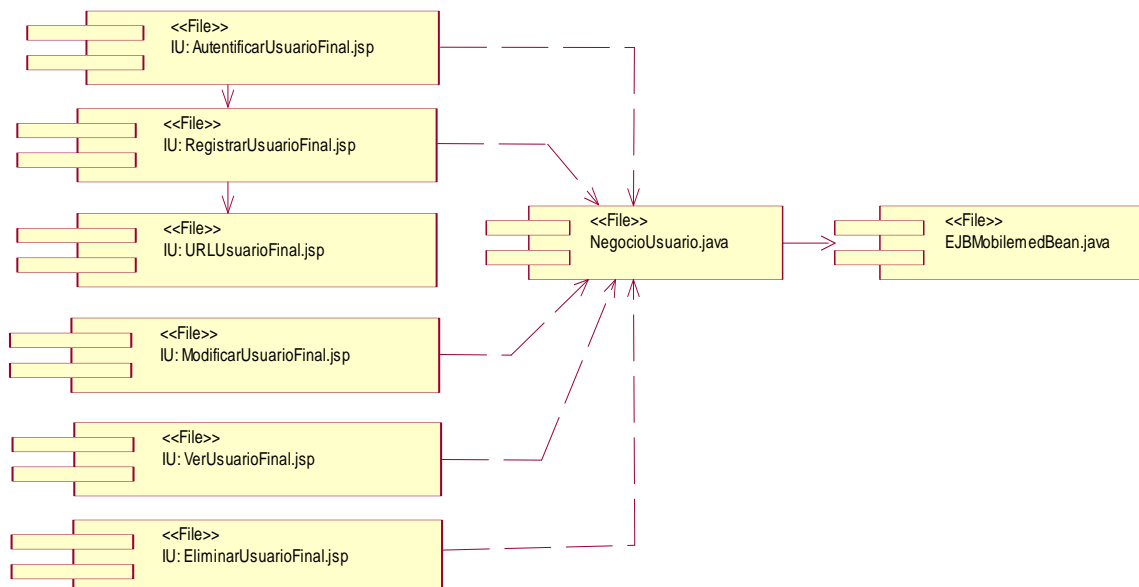 <<File>>
IU: AutentificarUsuarioFinal.jsp
<<File>>
IU: RegistrarUsuarioFinal.jsp
<<File>>
IU: URLUsuarioFinal.jsp
<<File>>
NegocioUsuario.java
<<File>>
EJBMobilemedBean.java
<<File>>
IU: ModificarUsuarioFinal.jsp
<<File>>
IU: VerUsuarioFinal.jsp
<<File>>
IU: EliminarUsuarioFinal.jsp